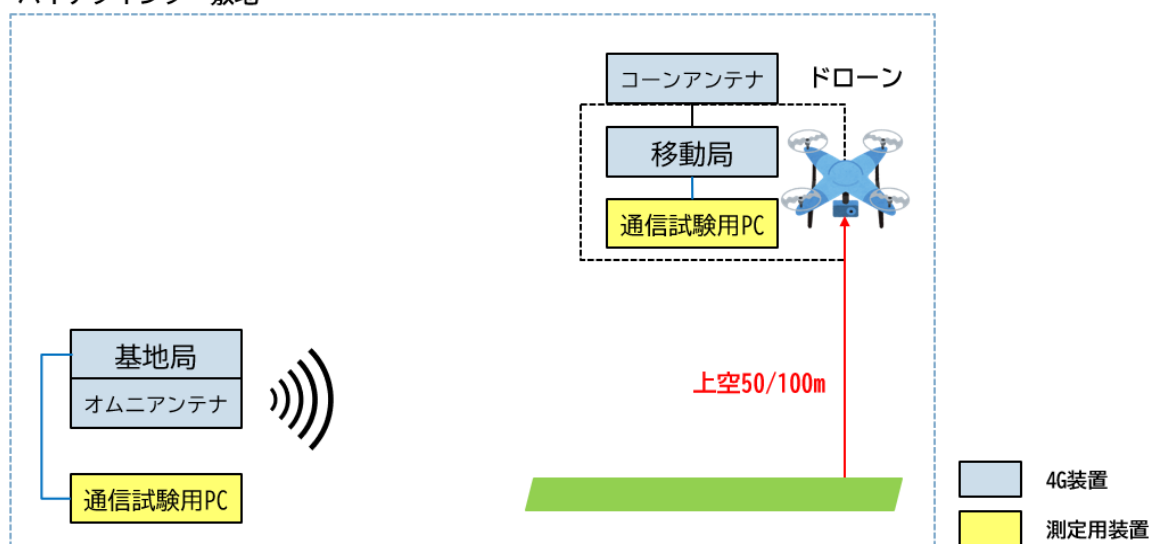 コーンアンテナ
ドローン
移動局
通信試験用PC
基地局
オムニアンテナ
上空50/100m
通信試験用PC
4G装置
測定用装置